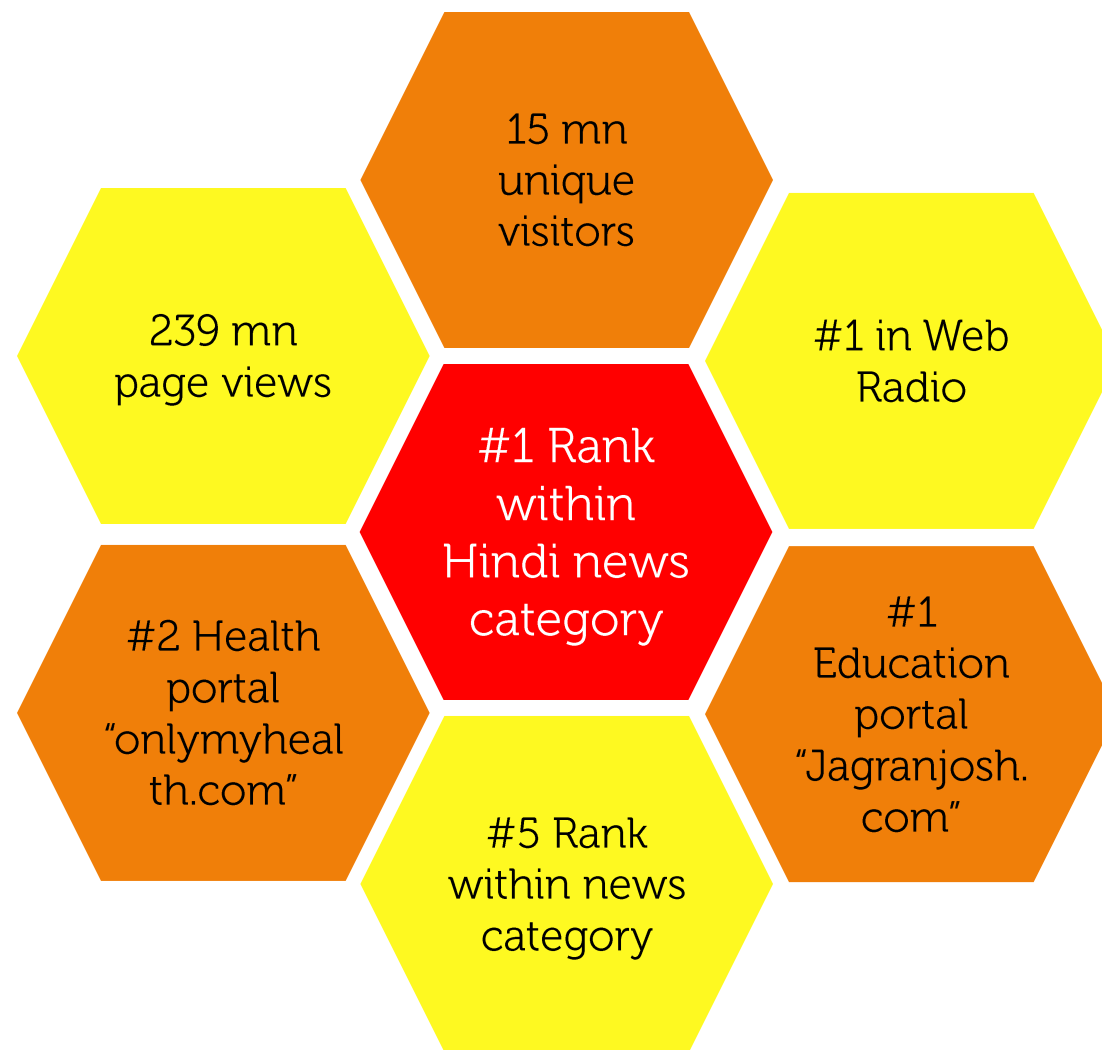 15 mn
unique
visitors
239 mn
page views
#1 in Web
Radio
#1 Rank
within
Hindi news
category
#2 Health
portal
“onlymyheal
th.com”
#1
Education
portal
“Jagranjosh.
com”
#5 Rank
within news
category